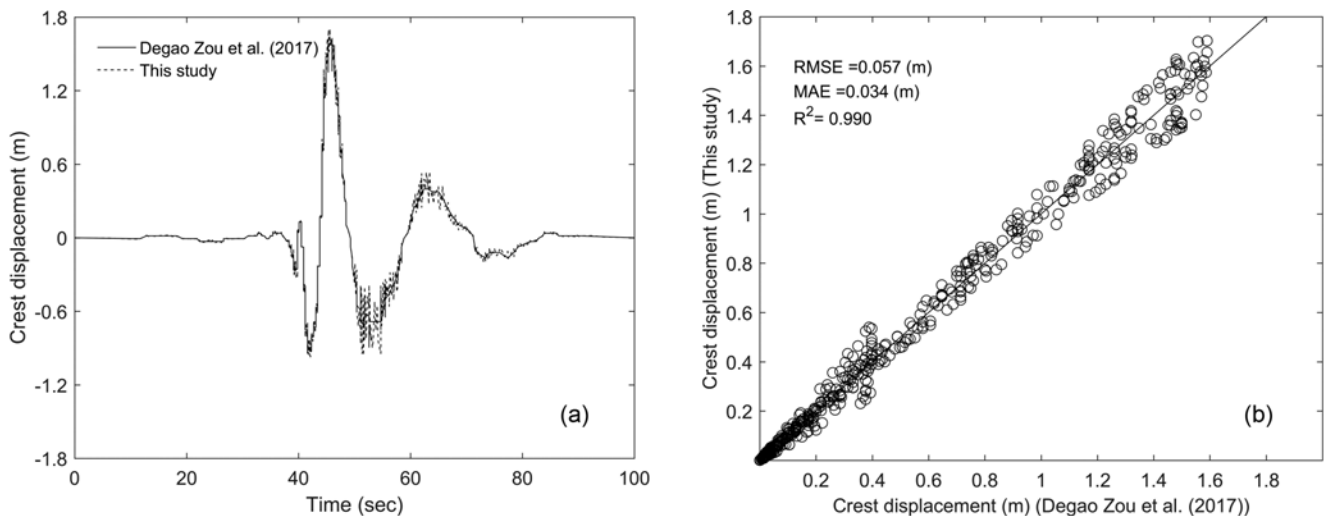 1.8
1.2
0.6
0
-0.6
-1.2
-1.8
Crest displacement (m)
Degao Zou et al. (2017)
This study
(a)
0 20 40 60 80 100
Time (sec)
1.8
1.6
1.4
1.2
1
0.8
0.6
0.4
0.2
Crest displacement (m) (This study)
RMSE =0.057 (m)
MAE =0.034 (m)
R²= 0.990
(b)
0.2 0.4 0.6 0.8 1 1.2 1.4 1.6 1.8
Crest displacement (m) (Degao Zou et al. (2017))